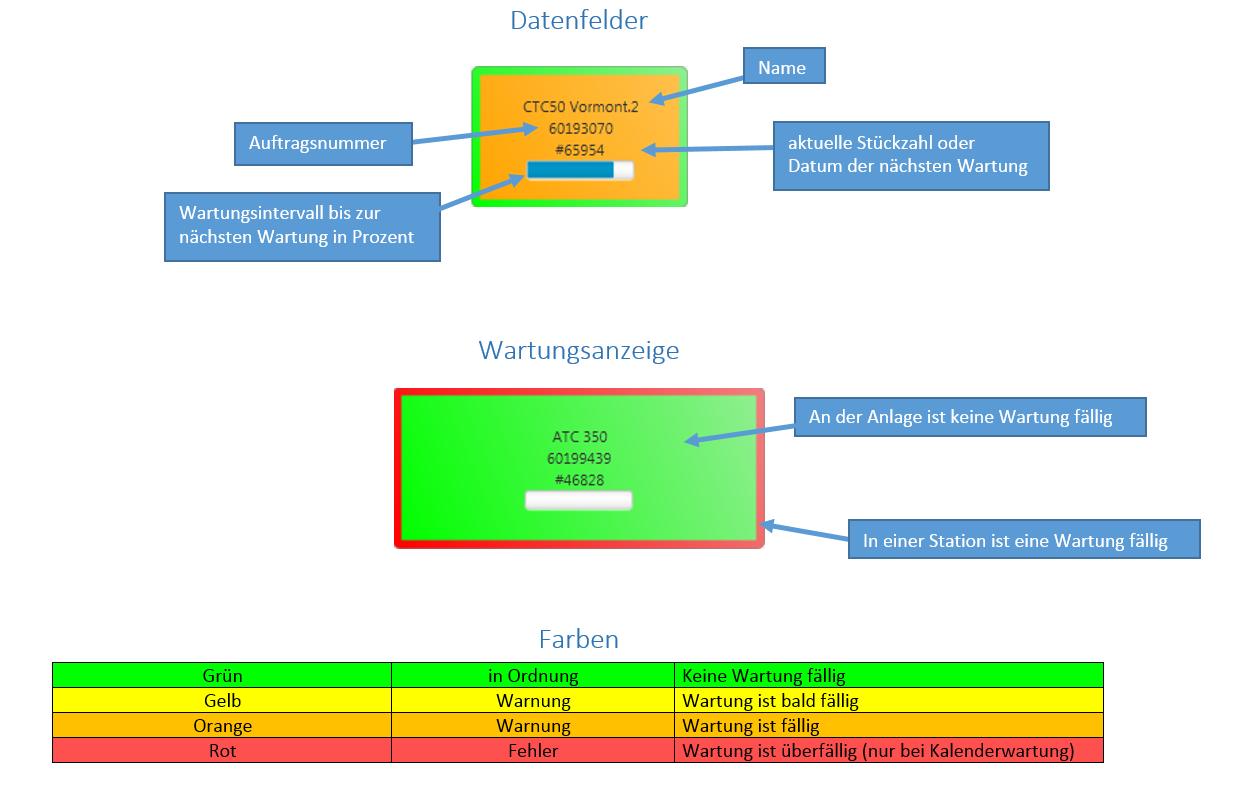 Datenfelder
Name
CTC50 Vormont.2
60193070
#65954
Auftragsnummer
aktuelle Stückzahl oder
Datum der nächsten Wartung
Wartungsintervall bis zur
nächsten Wartung in Prozent
Wartungsanzeige
ATC 350
60199439
#46828
An der Anlage ist keine Wartung fällig
In einer Station ist eine Wartung fällig
Farben
Grün in Ordnung Keine Wartung fällig
Gelb Warnung Wartung ist bald fällig
Orange Warnung Wartung ist fällig
Rot Fehler Wartung ist überfällig (nur bei Kalenderwartung)